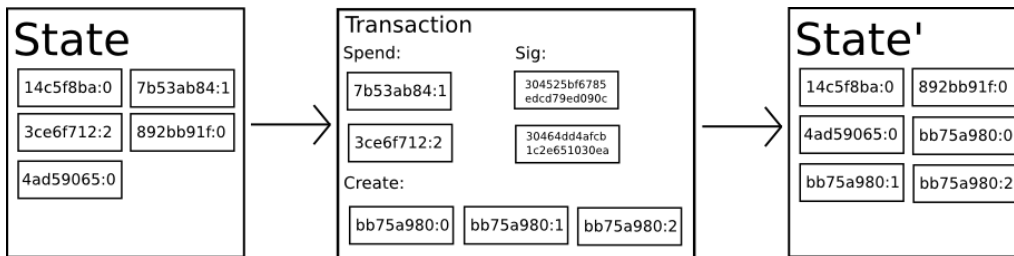 State
14c5f8ba:0 7b53ab84:1
3ce6f712:2 892bb91f:0
4ad59065:0
Transaction
Spend: Sig:
7b53ab84:1 304525bf6785
edcd79ed090c
3ce6f712:2 30464dd4afcb
1c2e651030ea
Create:
bb75a980:0 bb75a980:1 bb75a980:2
State'
14c5f8ba:0 892bb91f:0
4ad59065:0 bb75a980:0
bb75a980:1 bb75a980:2